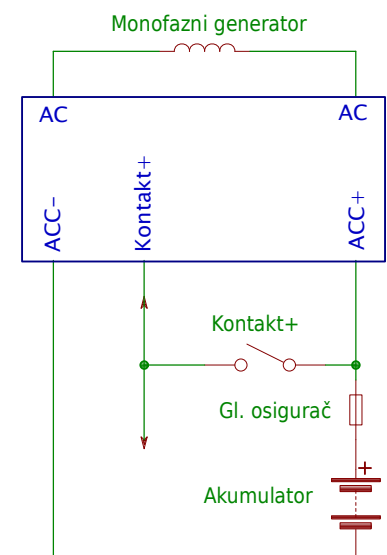 Monofazni generator
AC
AC
ACC-
Kontakt+
ACC+
Kontakt+
Gl. osigurač
+
Akumulator